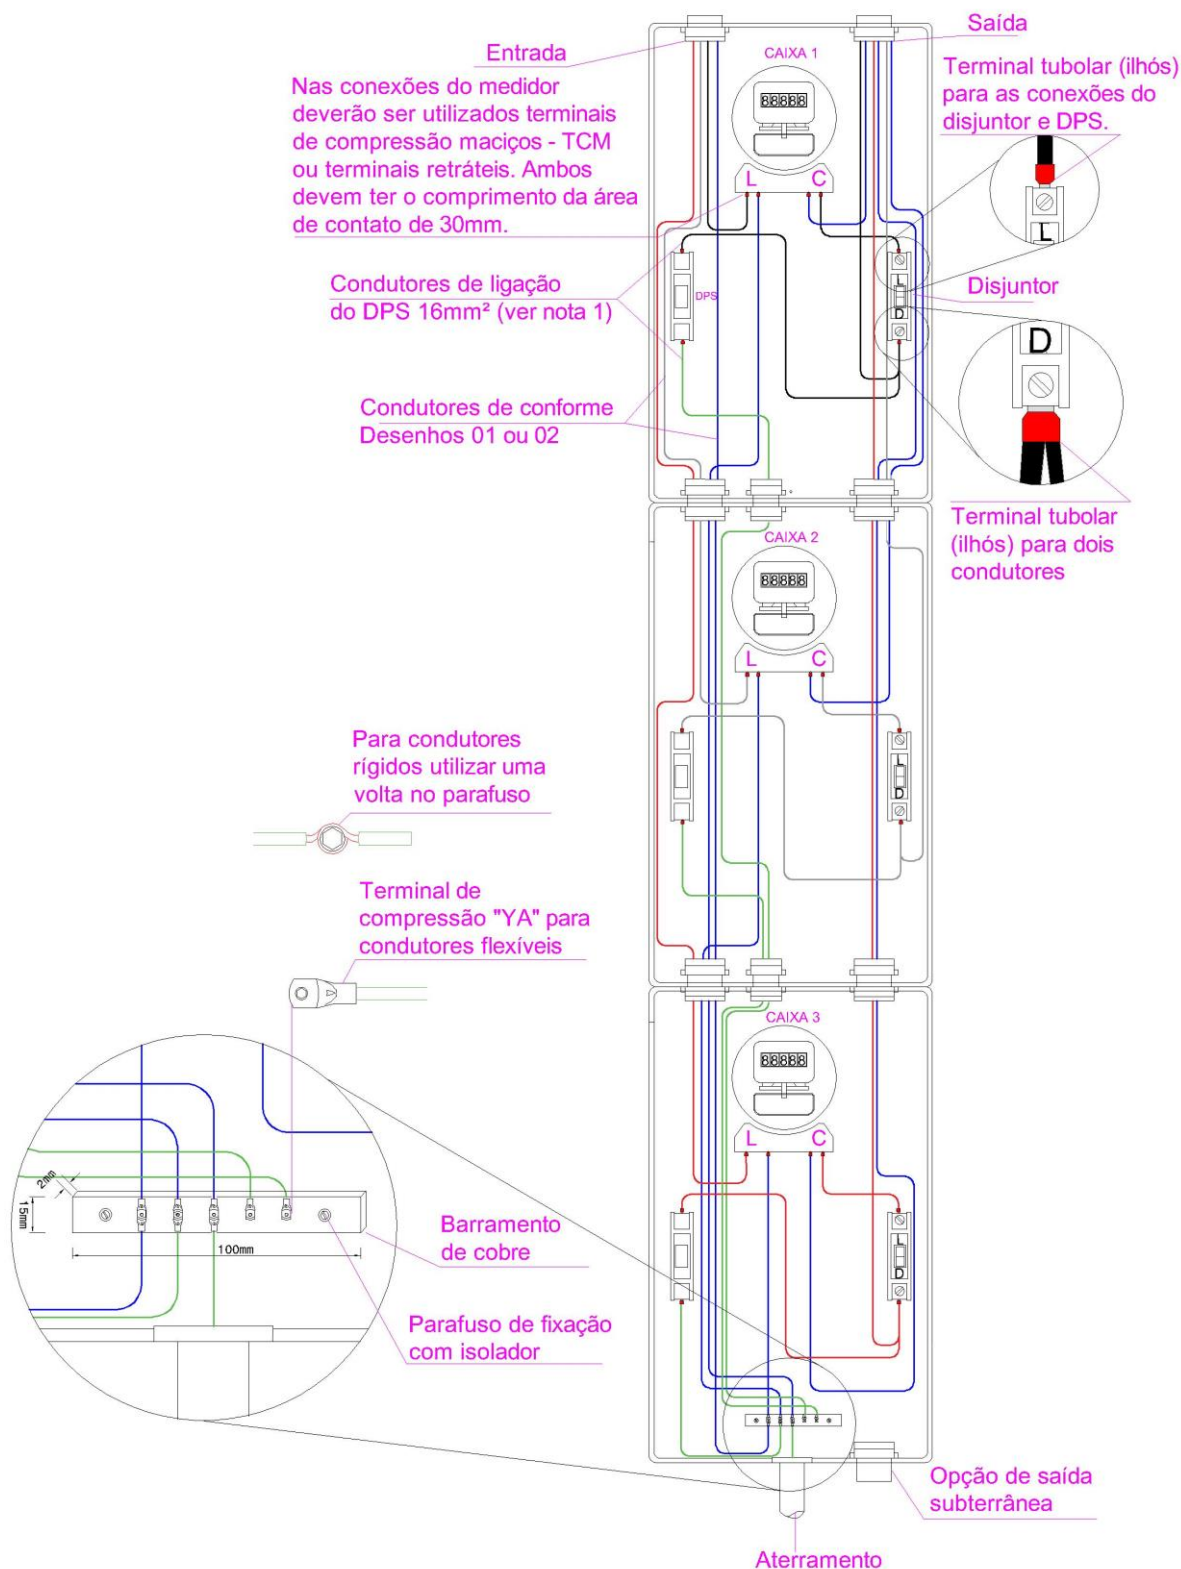 Entrada
Saída
CAIXA 1
Nas conexões do medidor
deverão ser utilizados terminais
de compressão maciços - TCM
ou terminais retráteis. Ambos
devem ter o comprimento da área
de contato de 30mm.
Terminal tubolar (ilhós)
para as conexões do
disjuntor e DPS.
88888
L
C
L
Condutores de ligação
do DPS 16mm² (ver nota 1)
DPS
L
D
Disjuntor
D
Condutores de conforme
Desenhos 01 ou 02
Terminal tubolar
(ilhós) para dois
condutores
CAIXA 2
88888
L
C
L
D
Para condutores
rígidos utilizar uma
volta no parafuso
Terminal de
compressão "YA" para
condutores flexíveis
CAIXA 3
88888
L
C
L
D
2mm
15mm
100mm
Barramento
de cobre
Parafuso de fixação
com isolador
Opção de saída
subterrânea
Aterramento